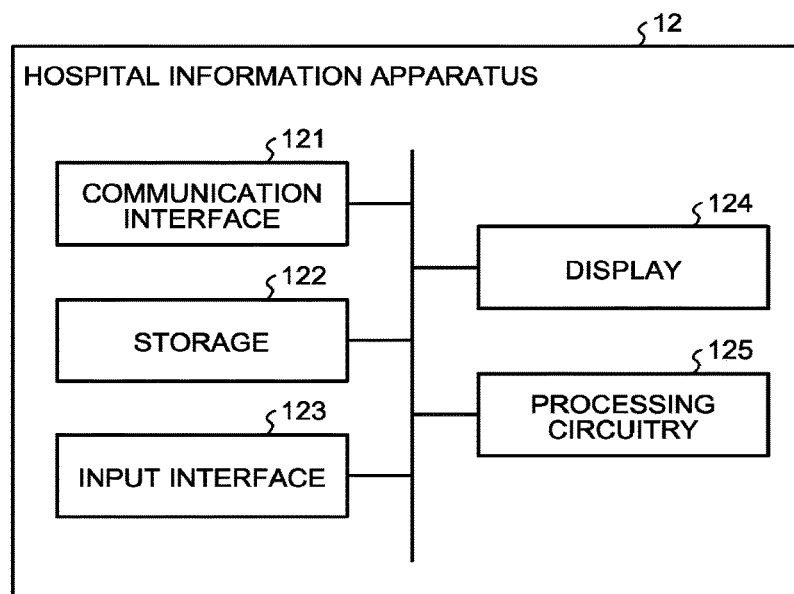 12
HOSPITAL INFORMATION APPARATUS
121
COMMUNICATION
INTERFACE
122
STORAGE
123
INPUT INTERFACE
124
DISPLAY
125
PROCESSING
CIRCUITRY